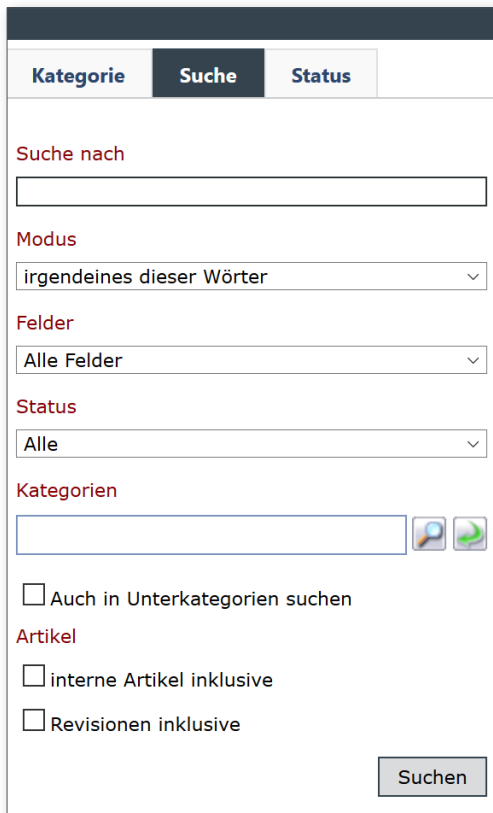 Kategorie Suche Status
Suche nach
Modus
irgendeines dieser Wörter
Felder
Alle Felder
Status
Alle
Kategorien
Auch in Unterkategorien suchen
Artikel
interne Artikel inklusive
Revisionen inklusive
Suchen